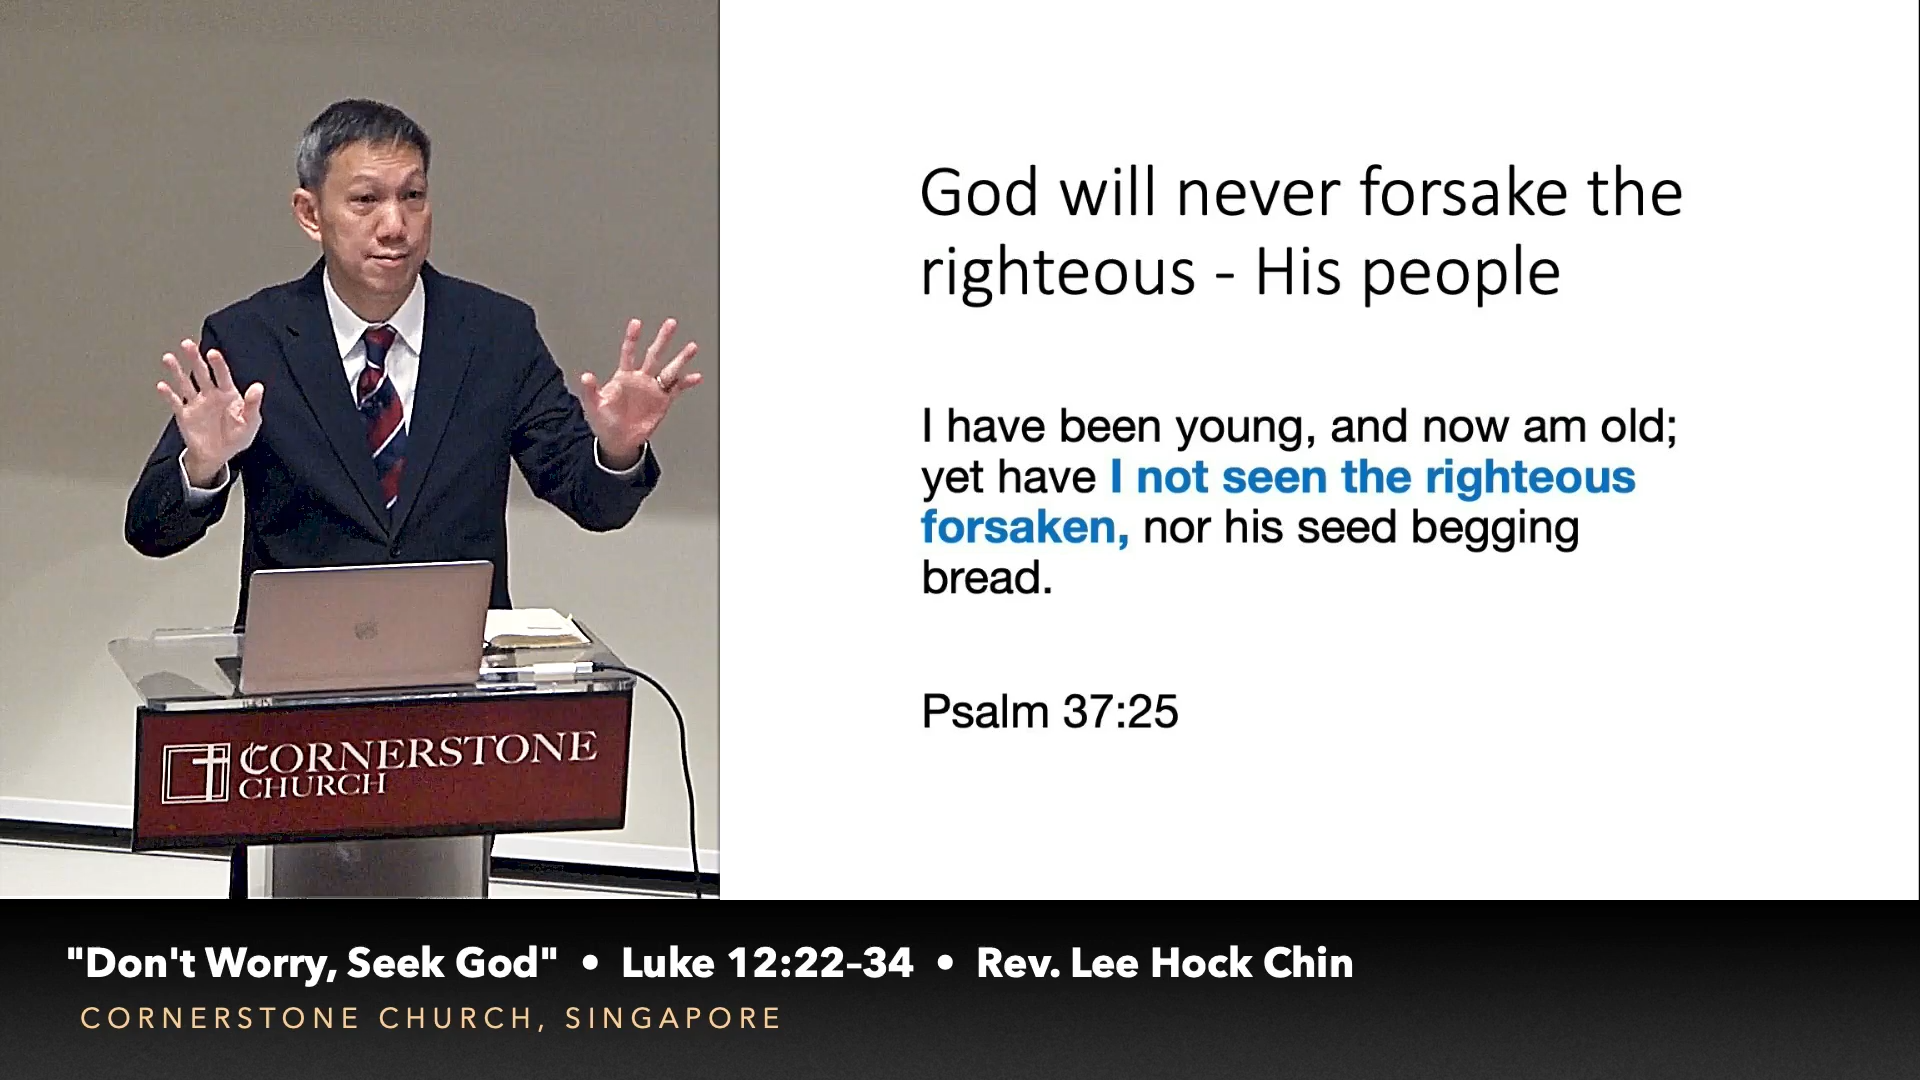 God will never forsake the
righteous - His people
I have been young, and now am old;
yet have I not seen the righteous
forsaken, nor his seed begging
bread.
Psalm 37:25
CORNERSTONE
CHURCH
"Don't Worry, Seek God" • Luke 12:22–34 • Rev. Lee Hock Chin
CORNERSTONE CHURCH, SINGAPORE